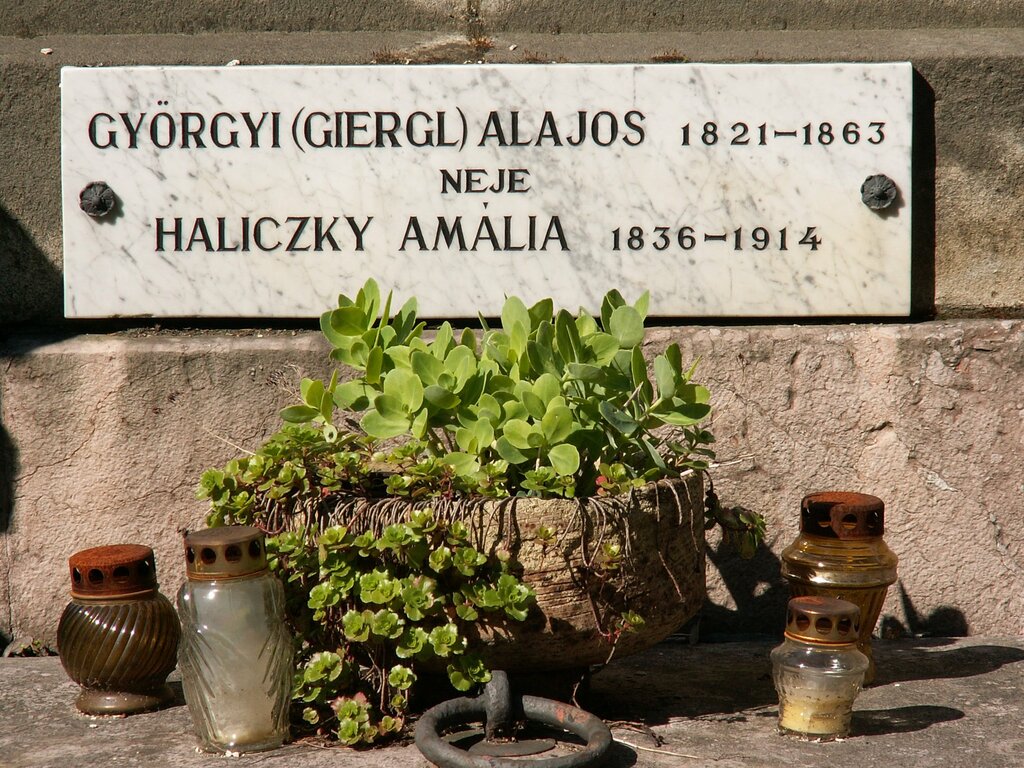 GYÖRGYI (GIERGL) ALAJOS 1821–1863
NEJE
HALICZKY AMÁLIA 1836–1914